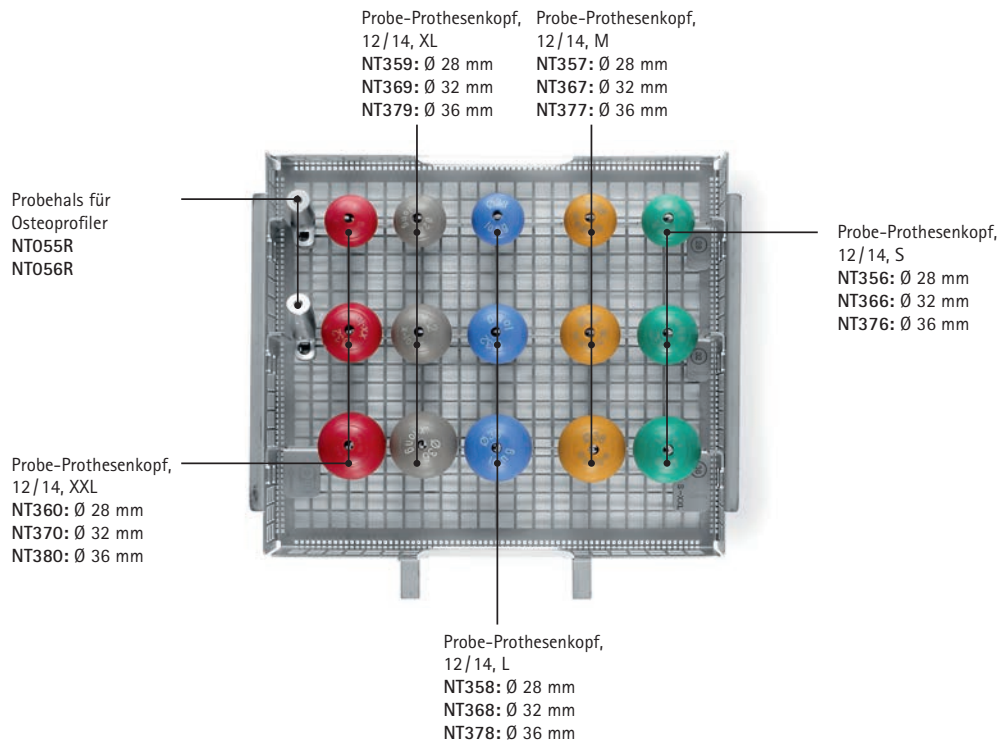 Probe-Prothesenkopf,
12/14, XL
NT359: Ø 28 mm
NT369: Ø 32 mm
NT379: Ø 36 mm
Probe-Prothesenkopf,
12/14, M
NT357: Ø 28 mm
NT367: Ø 32 mm
NT377: Ø 36 mm
Probehals für
Osteoprofiler
NT055R
NT056R
Probe-Prothesenkopf,
12/14, S
NT356: Ø 28 mm
NT366: Ø 32 mm
NT376: Ø 36 mm
Probe-Prothesenkopf,
12/14, XXL
NT360: Ø 28 mm
NT370: Ø 32 mm
NT380: Ø 36 mm
S-XXL
Probe-Prothesenkopf,
12/14, L
NT358: Ø 28 mm
NT368: Ø 32 mm
NT378: Ø 36 mm